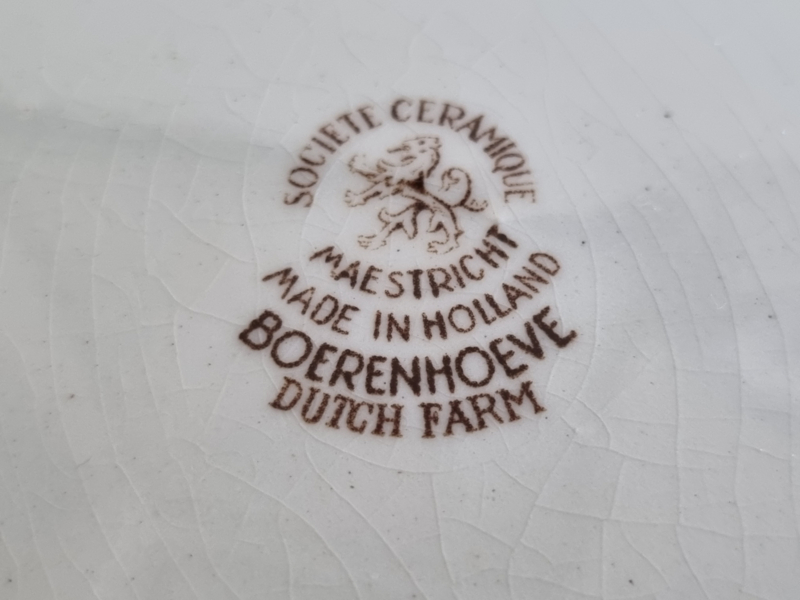 SOCIETE CERAMIQUE
MAESTRICHT
MADE IN HOLLAND
BOERENHOEVE
DUTCH FARM